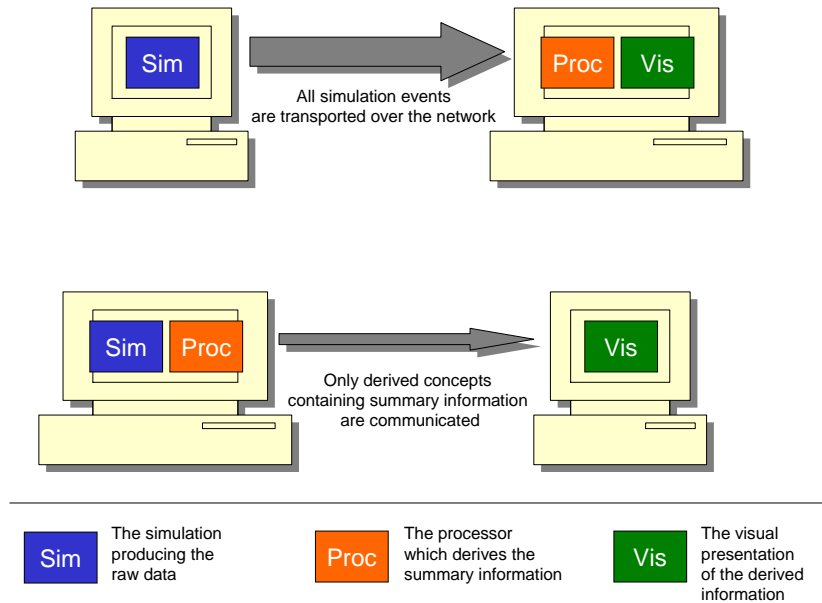 Sim
Proc Vis
All simulation events
are transported over the network
Sim Proc
Vis
Only derived concepts
containing summary information
are communicated
Sim
The simulation
producing the
raw data
Proc
The processor
which derives the
summary information
Vis
The visual
presentation
of the derived
information